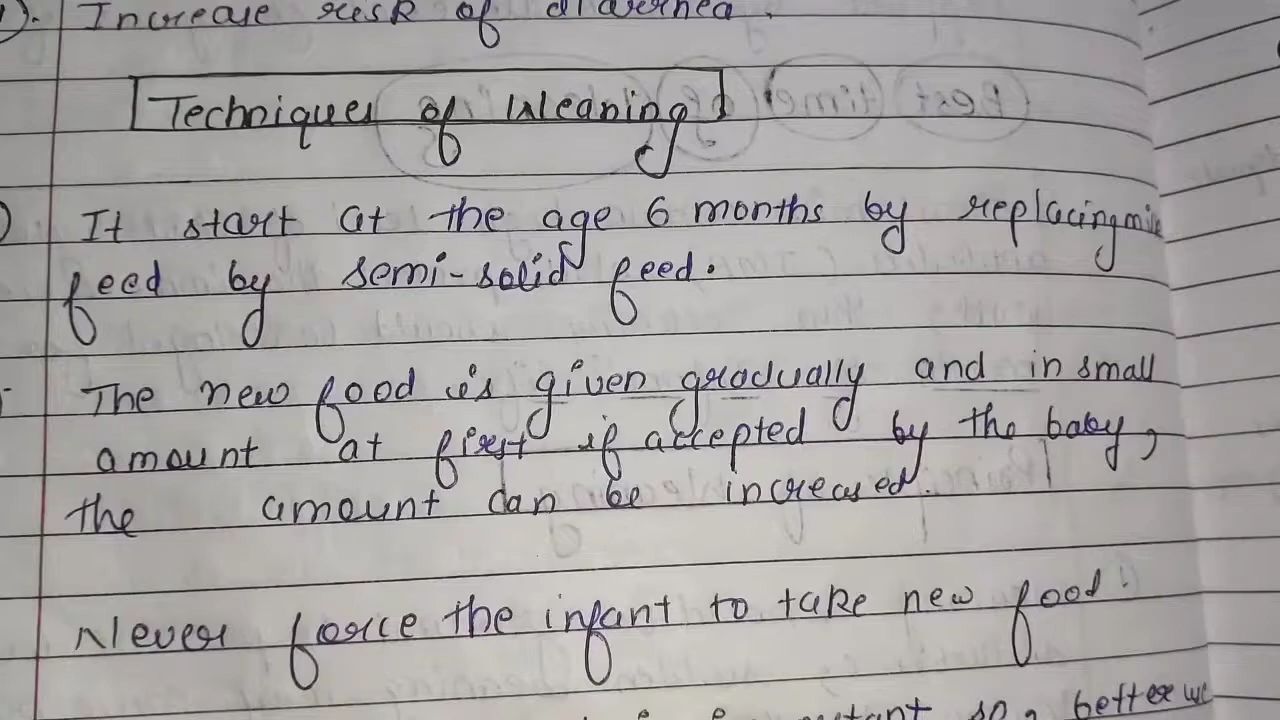 ). Increase risk of diarrhea.
Techniques of Weaning
) It start at the age 6 months by replacing
feed by semi-solid feed.
The new food is given gradually and in small
amount at first if accepted by the baby,
the amount can be increased.
Never force the infant to take new food.
so, better